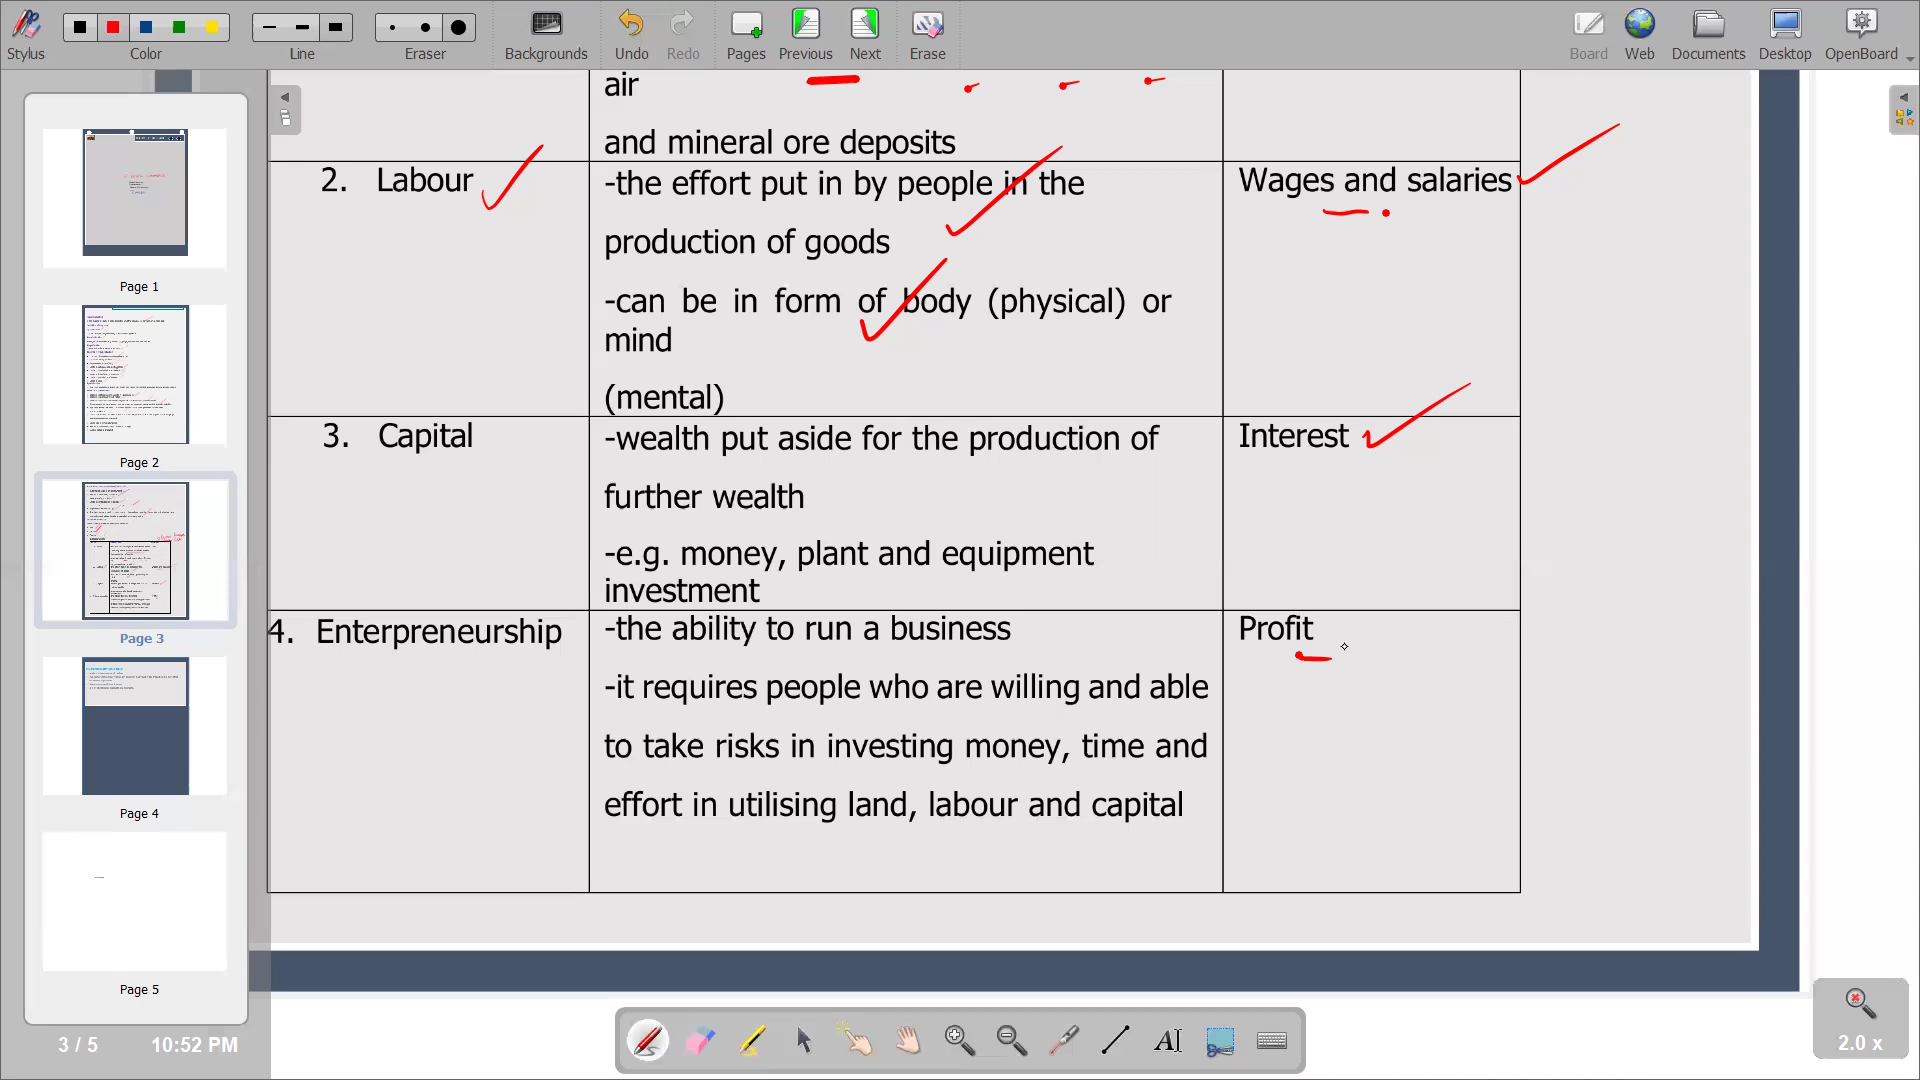 Stylus
Color
Line
Eraser
Backgrounds
Undo
Redo
Pages
Previous
Next
Erase
Board
Web
Documents
Desktop
OpenBoard
Page 1
Page 2
Page 3
Page 4
Page 5
3 / 5
10:52 PM
air
and mineral ore deposits
2. Labour
-the effort put in by people in the
production of goods
-can be in form of body (physical) or
mind
(mental)
Wages and salaries
3. Capital
-wealth put aside for the production of
further wealth
-e.g. money, plant and equipment
investment
Interest
4. Enterpreneurship
-the ability to run a business
-it requires people who are willing and able
to take risks in investing money, time and
effort in utilising land, labour and capital
Profit
2.0 x